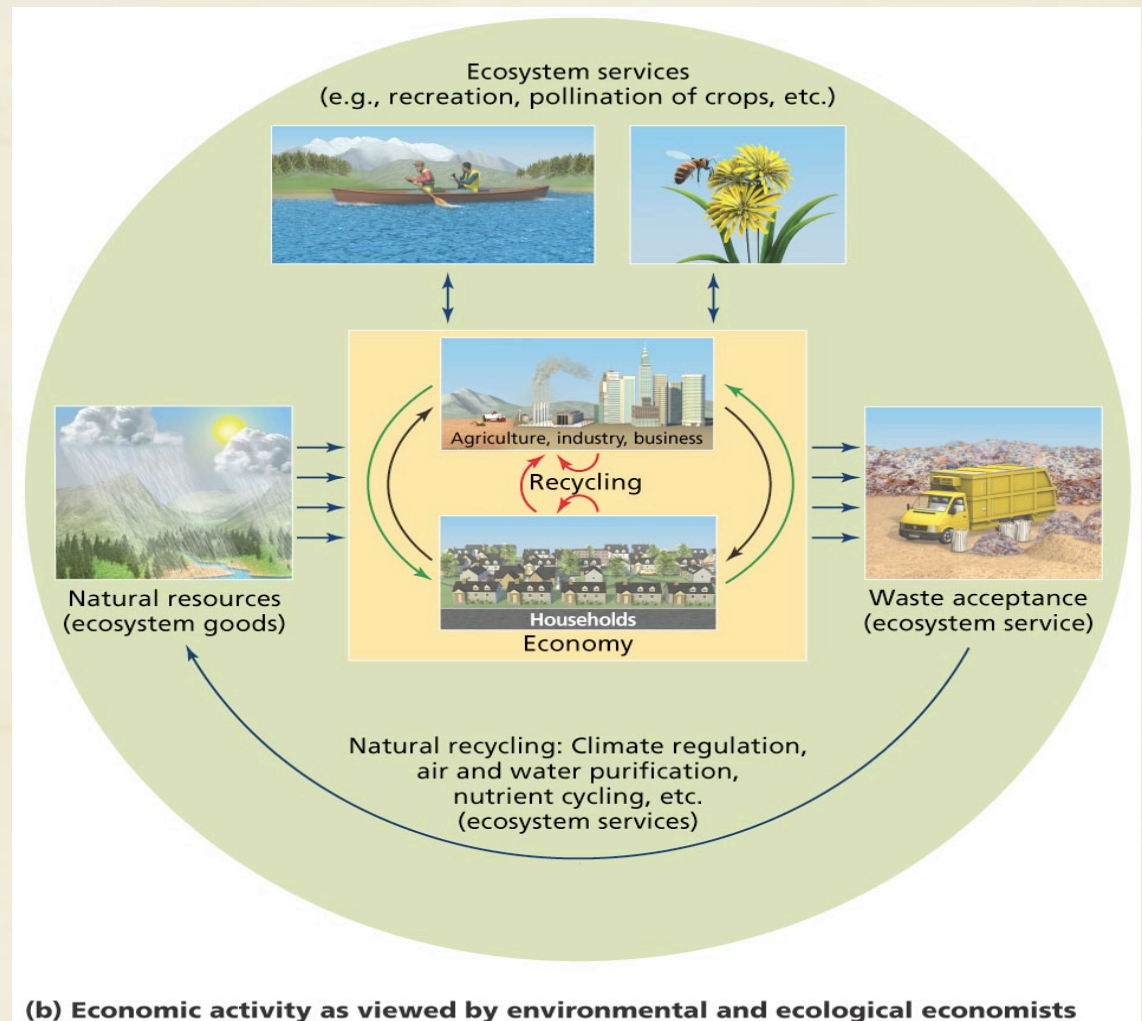 Ecosystem services
(e.g., recreation, pollination of crops, etc.)
Agriculture, industry, business
Recycling
Households
Economy
Natural resources
(ecosystem goods)
Waste acceptance
(ecosystem service)
Natural recycling: Climate regulation,
air and water purification,
nutrient cycling, etc.
(ecosystem services)
(b) Economic activity as viewed by environmental and ecological economists